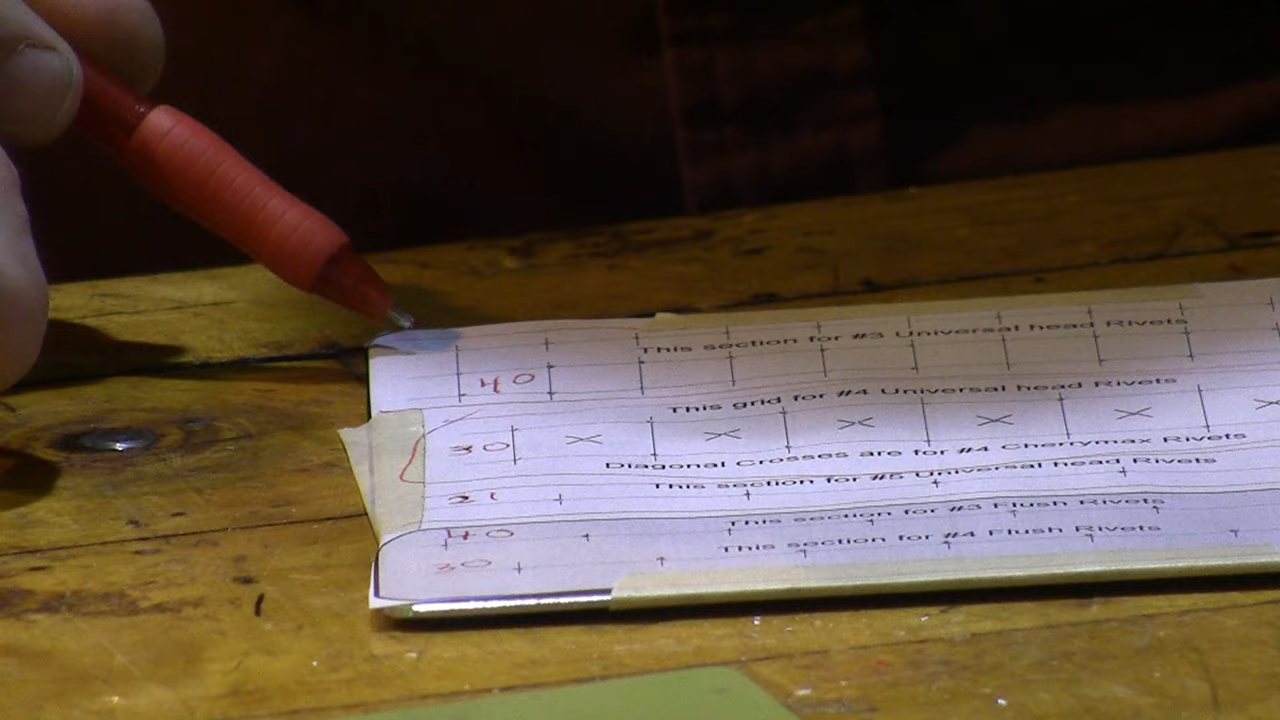 This section for #3 Universal head Rivets
40
This grid for #4 Universal head Rivets
30
Diagonal Crosses are for #4 Cherrymax Rivets
This section for #5 Universal head Rivets
21
This section for #3 Flush Rivets
40
This section for #4 Flush Rivets
30